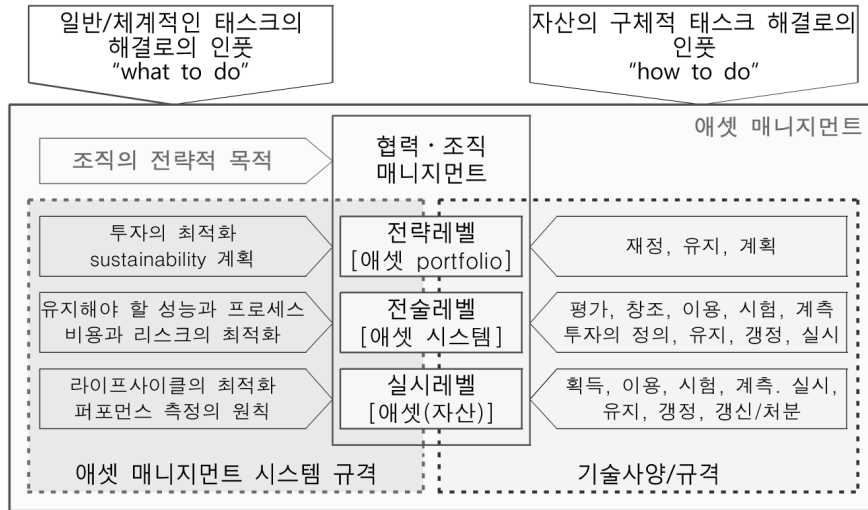 일반/체계적인 태스크의
해결로의 인풋
"what to do"
자산의 구체적 태스크 해결로의
인풋
"how to do"
애셋 매니지먼트
조직의 전략적 목적
협력·조직
매니지먼트
투자의 최적화
sustainability 계획
전략레벨
[애셋 portfolio]
재정, 유지, 계획
유지해야 할 성능과 프로세스
비용과 리스크의 최적화
전술레벨
[애셋 시스템]
평가, 창조, 이용, 시험, 계측
투자의 정의, 유지, 갱정, 실시
라이프사이클의 최적화
퍼포먼스 측정의 원칙
실시레벨
[애셋(자산)]
획득, 이용, 시험, 계측. 실시,
유지, 갱정, 갱신/처분
애셋 매니지먼트 시스템 규격
기술사양/규격